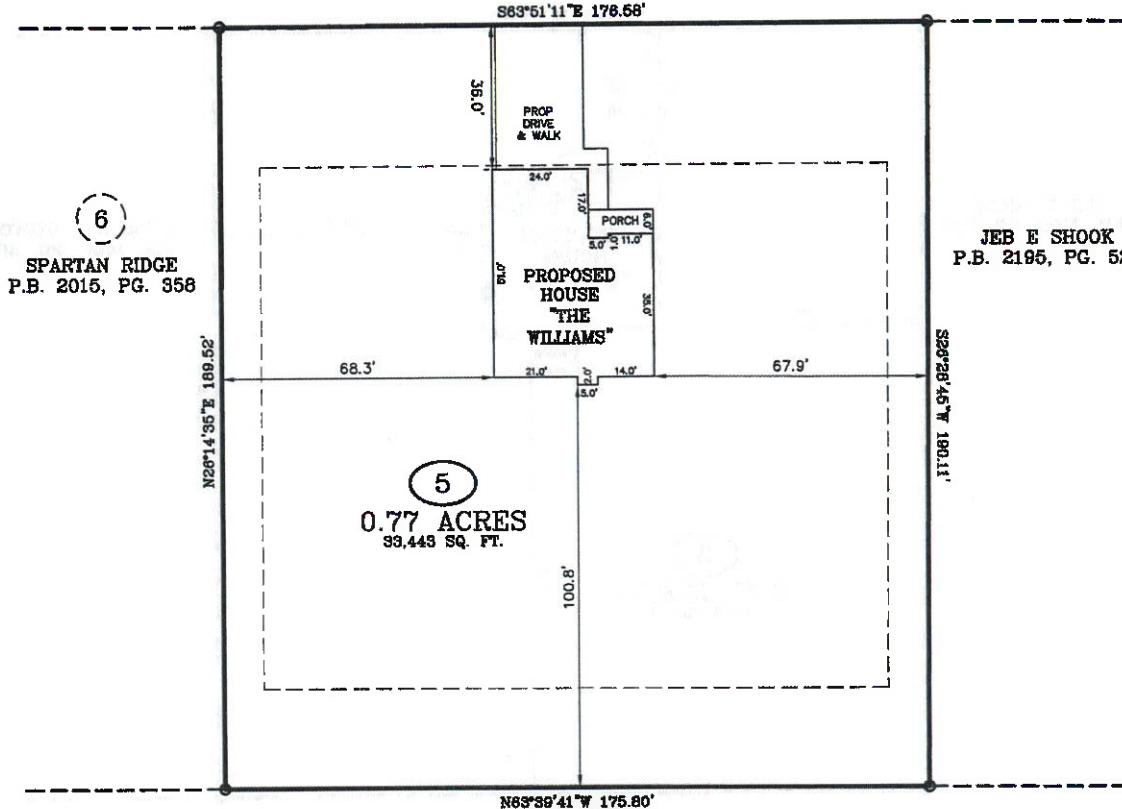 S63°51'11"E 176.58'
36.0'
PROP
DRIVE
& WALK
24.0'
17.0'
PORCH
6.0'
5.0'
1.0'
11.0'
6
SPARTAN RIDGE
P.B. 2015, PG. 358
JEB E SHOOK
P.B. 2195, PG. 52
51.0'
PROPOSED
HOUSE
"THE
WILLIAMS"
35.0'
N26°14'35"E 189.52'
68.3'
21.0'
2.0'
14.0'
5.0'
67.9'
S26°28'45"W 190.11'
5
0.77 ACRES
33,443 SQ. FT.
100.8'
N63°39'41"W 175.80'